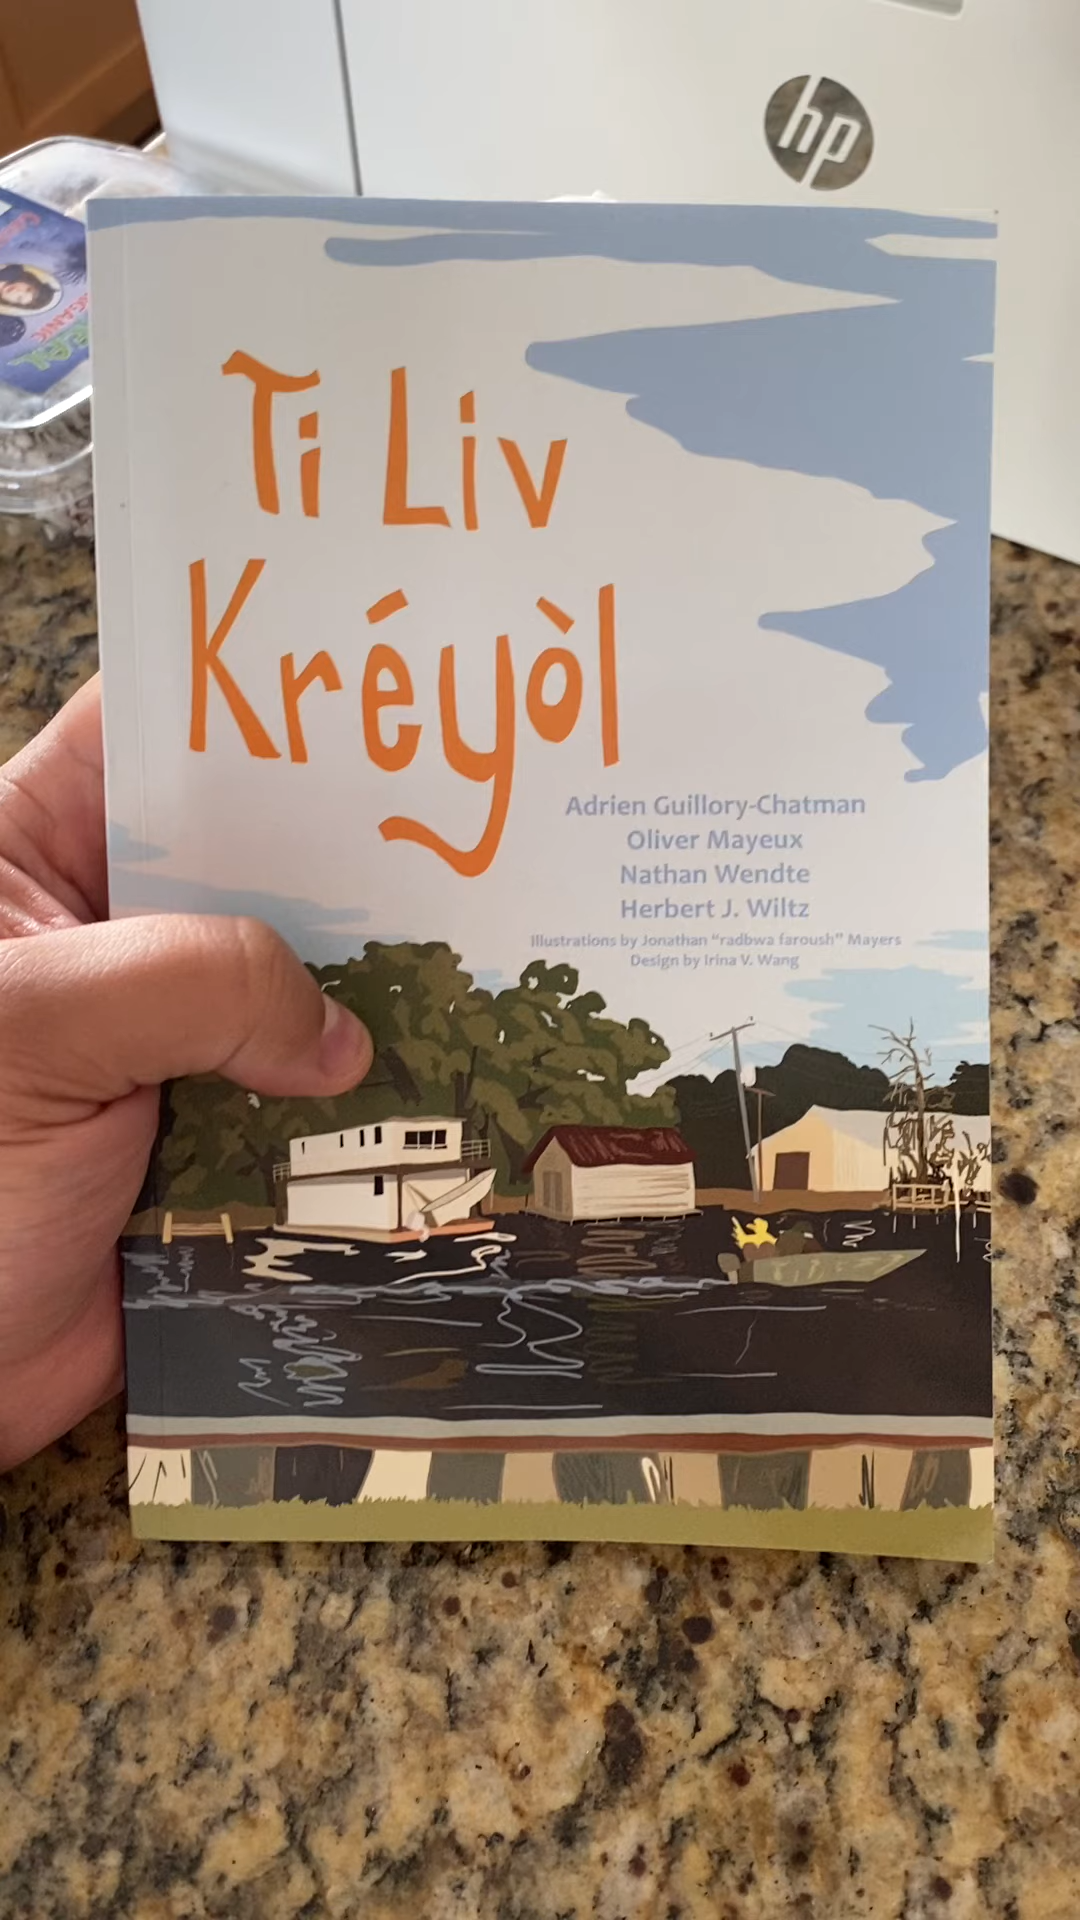 hp
Ti Liv
Kréyòl
Adrien Guillory-Chatman
Oliver Mayeux
Nathan Wendte
Herbert J. Wiltz
Illustrations by Jonathan "radbwa faroush" Mayers
Design by Irina V. Wang
ORGANIC